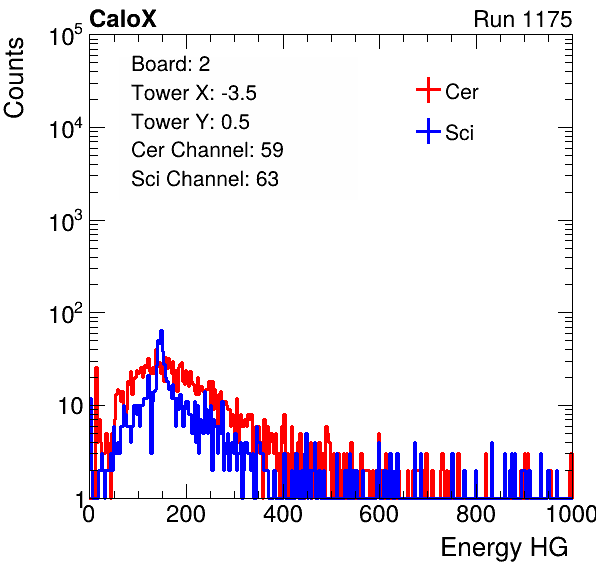 CaloX Run 1175
Counts
10^5
10^4
10^3
10^2
10
1
Board: 2
Tower X: -3.5
Tower Y: 0.5
Cer Channel: 59
Sci Channel: 63
Cer
Sci
0 200 400 600 800 1000
Energy HG